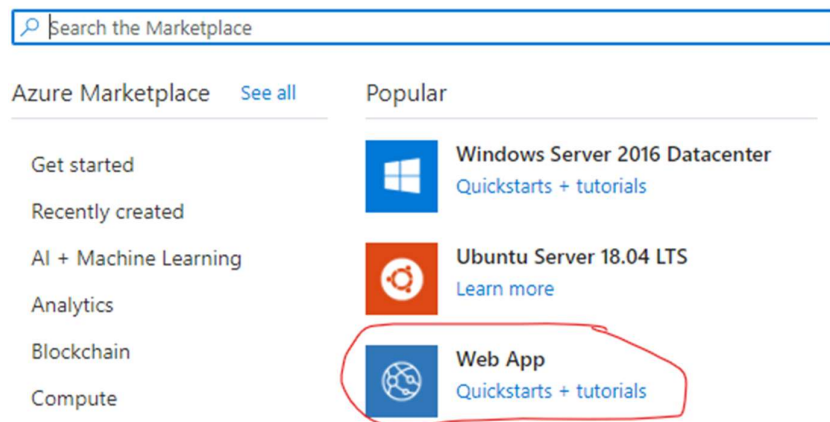 Search the Marketplace
Azure Marketplace See all
Get started
Recently created
AI + Machine Learning
Analytics
Blockchain
Compute
Popular
Windows Server 2016 Datacenter
Quickstarts + tutorials
Ubuntu Server 18.04 LTS
Learn more
Web App
Quickstarts + tutorials